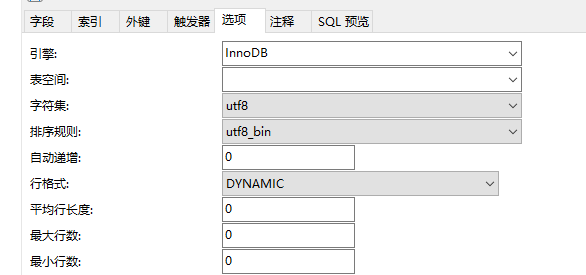 字段 索引 外键 触发器 选项 注释 SQL 预览
引擎: InnoDB
表空间:
字符集: utf8
排序规则: utf8_bin
自动递增: 0
行格式: DYNAMIC
平均行长度: 0
最大行数: 0
最小行数: 0